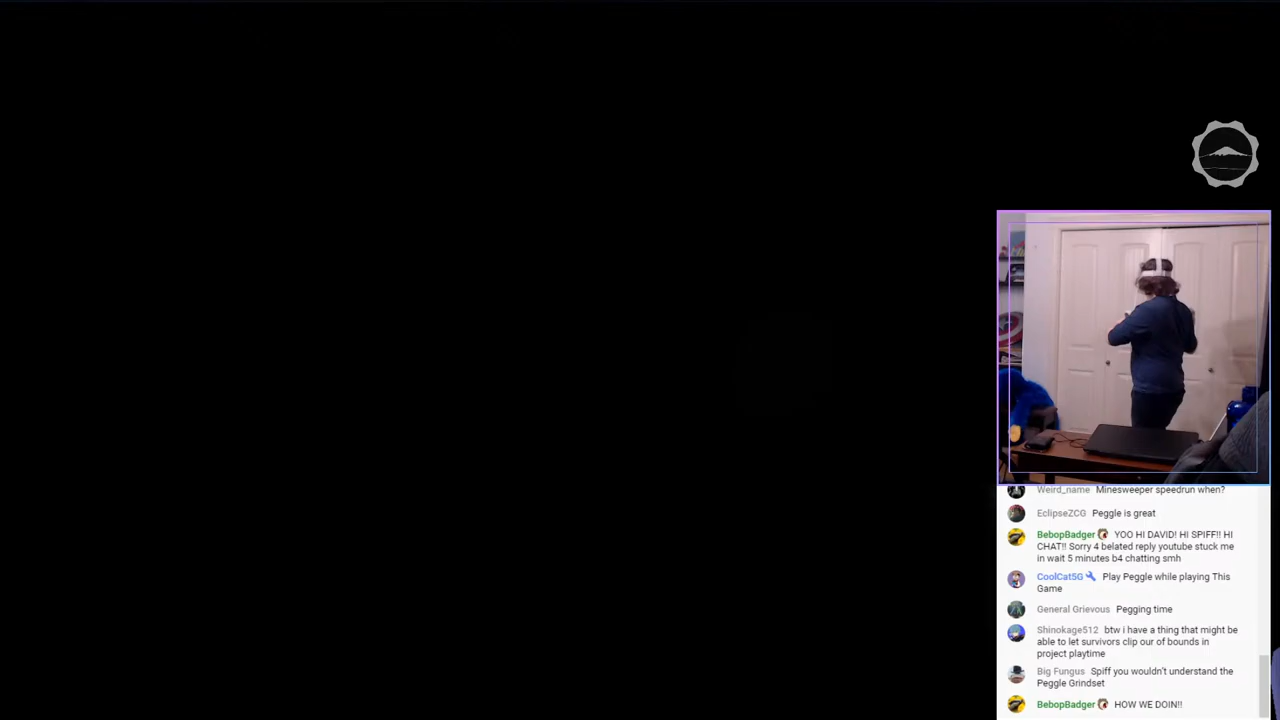 Weird_name Minesweeper speedrun when?
EclipseZCG Peggle is great
BebopBadger YOO HI DAVID! HI SPIFF!! HI
CHAT!! Sorry 4 belated reply youtube stuck me
in wait 5 minutes b4 chatting smh
CoolCat5G Play Peggle while playing This
Game
General Grievous Pegging time
Shinokage512 btw i have a thing that might be
able to let survivors clip our of bounds in
project playtime
Big Fungus Spiff you wouldn't understand the
Peggle Grindset
BebopBadger HOW WE DOIN!!